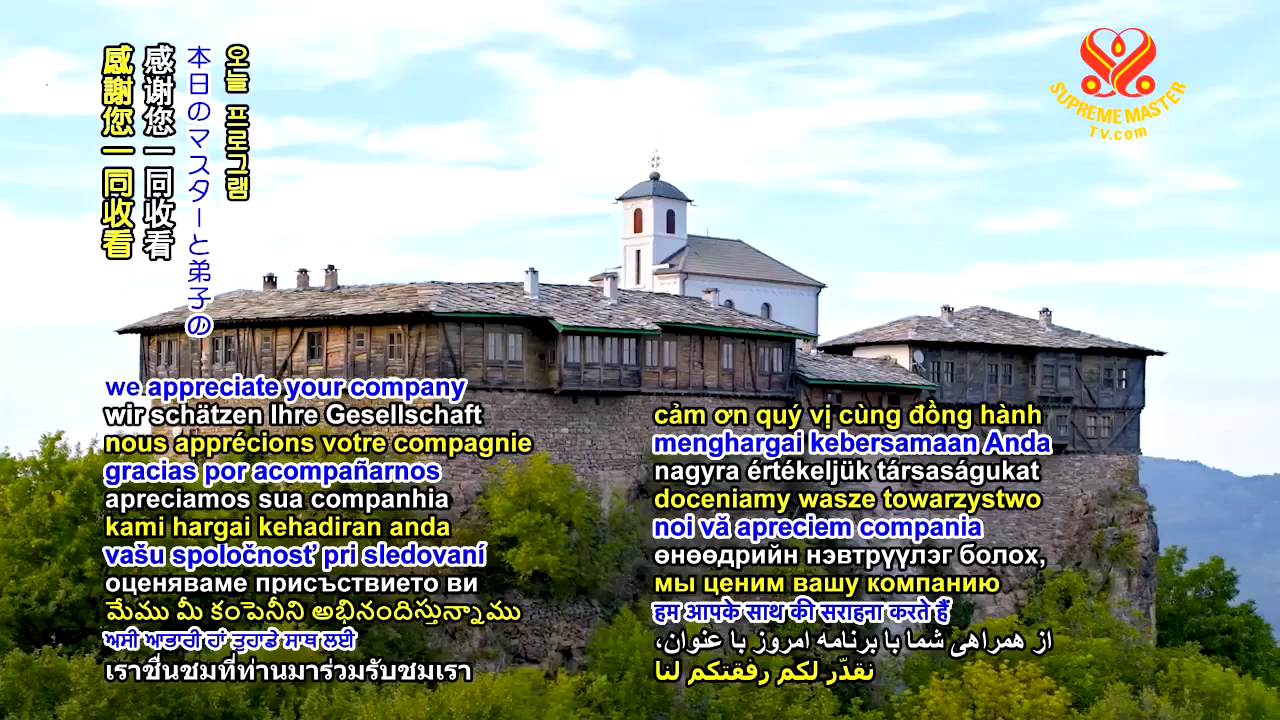 感謝您一同收看
感谢您一同收看
本日のマスターと弟子の
오늘 프로그램
SUPREME MASTER
TV.com
we appreciate your company
wir schätzen Ihre Gesellschaft
nous apprécions votre compagnie
gracias por acompañarnos
apreciamos sua companhia
kami hargai kehadiran anda
vašu spoločnosť pri sledovaní
оценяваме присъствието ви
మేము మీ కంపెనీని అభినందిస్తున్నాము
ਅਸੀ ਆਭਾਰੀ ਹਾਂ ਤੁਹਾਡੇ ਸਾਥ ਲਈ
เราชื่นชมที่ท่านมาร่วมรับชมเรา
cảm ơn quý vị cùng đồng hành
menghargai kebersamaan Anda
nagyra értékeljük társaságukat
doceniamy wasze towarzystwo
noi vă apreciem compania
өнөөдрийн нэвтрүүлэг болох,
мы ценим вашу компанию
हम आपके साथ की सराहना करते हैं
از همراهی شما با برنامه امروز با عنوان،
نقدّر لكم رفقتكم لنا